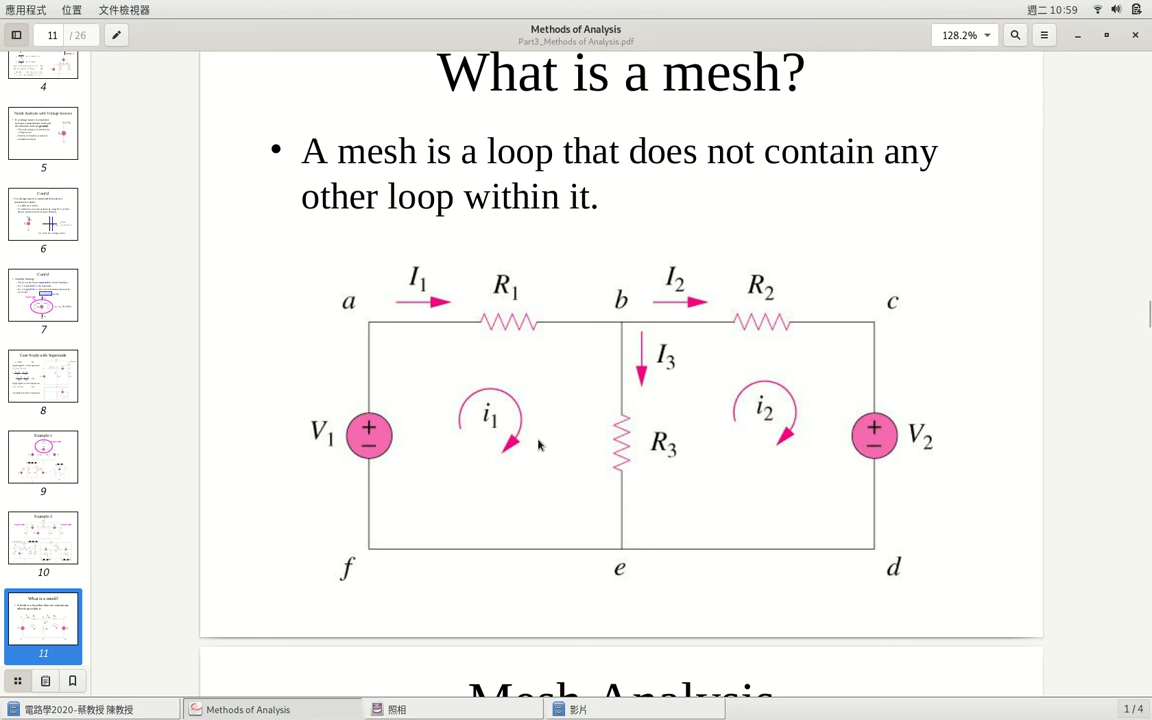 應用程式 位置 文件檢視器 週二 10:59
11 / 26 Methods of Analysis 128.2%
Part3_Methods of Analysis.pdf
4
5
6
7
8
9
10
11
What is a mesh?
• A mesh is a loop that does not contain any
other loop within it.
I1 R1 I2 R2
a b c
I3
i1 i2
V1 + − R3 + − V2
f e d
Mesh Analysis
電路學2020-蔡教授 陳教授 Methods of Analysis 照相 影片 1 / 4